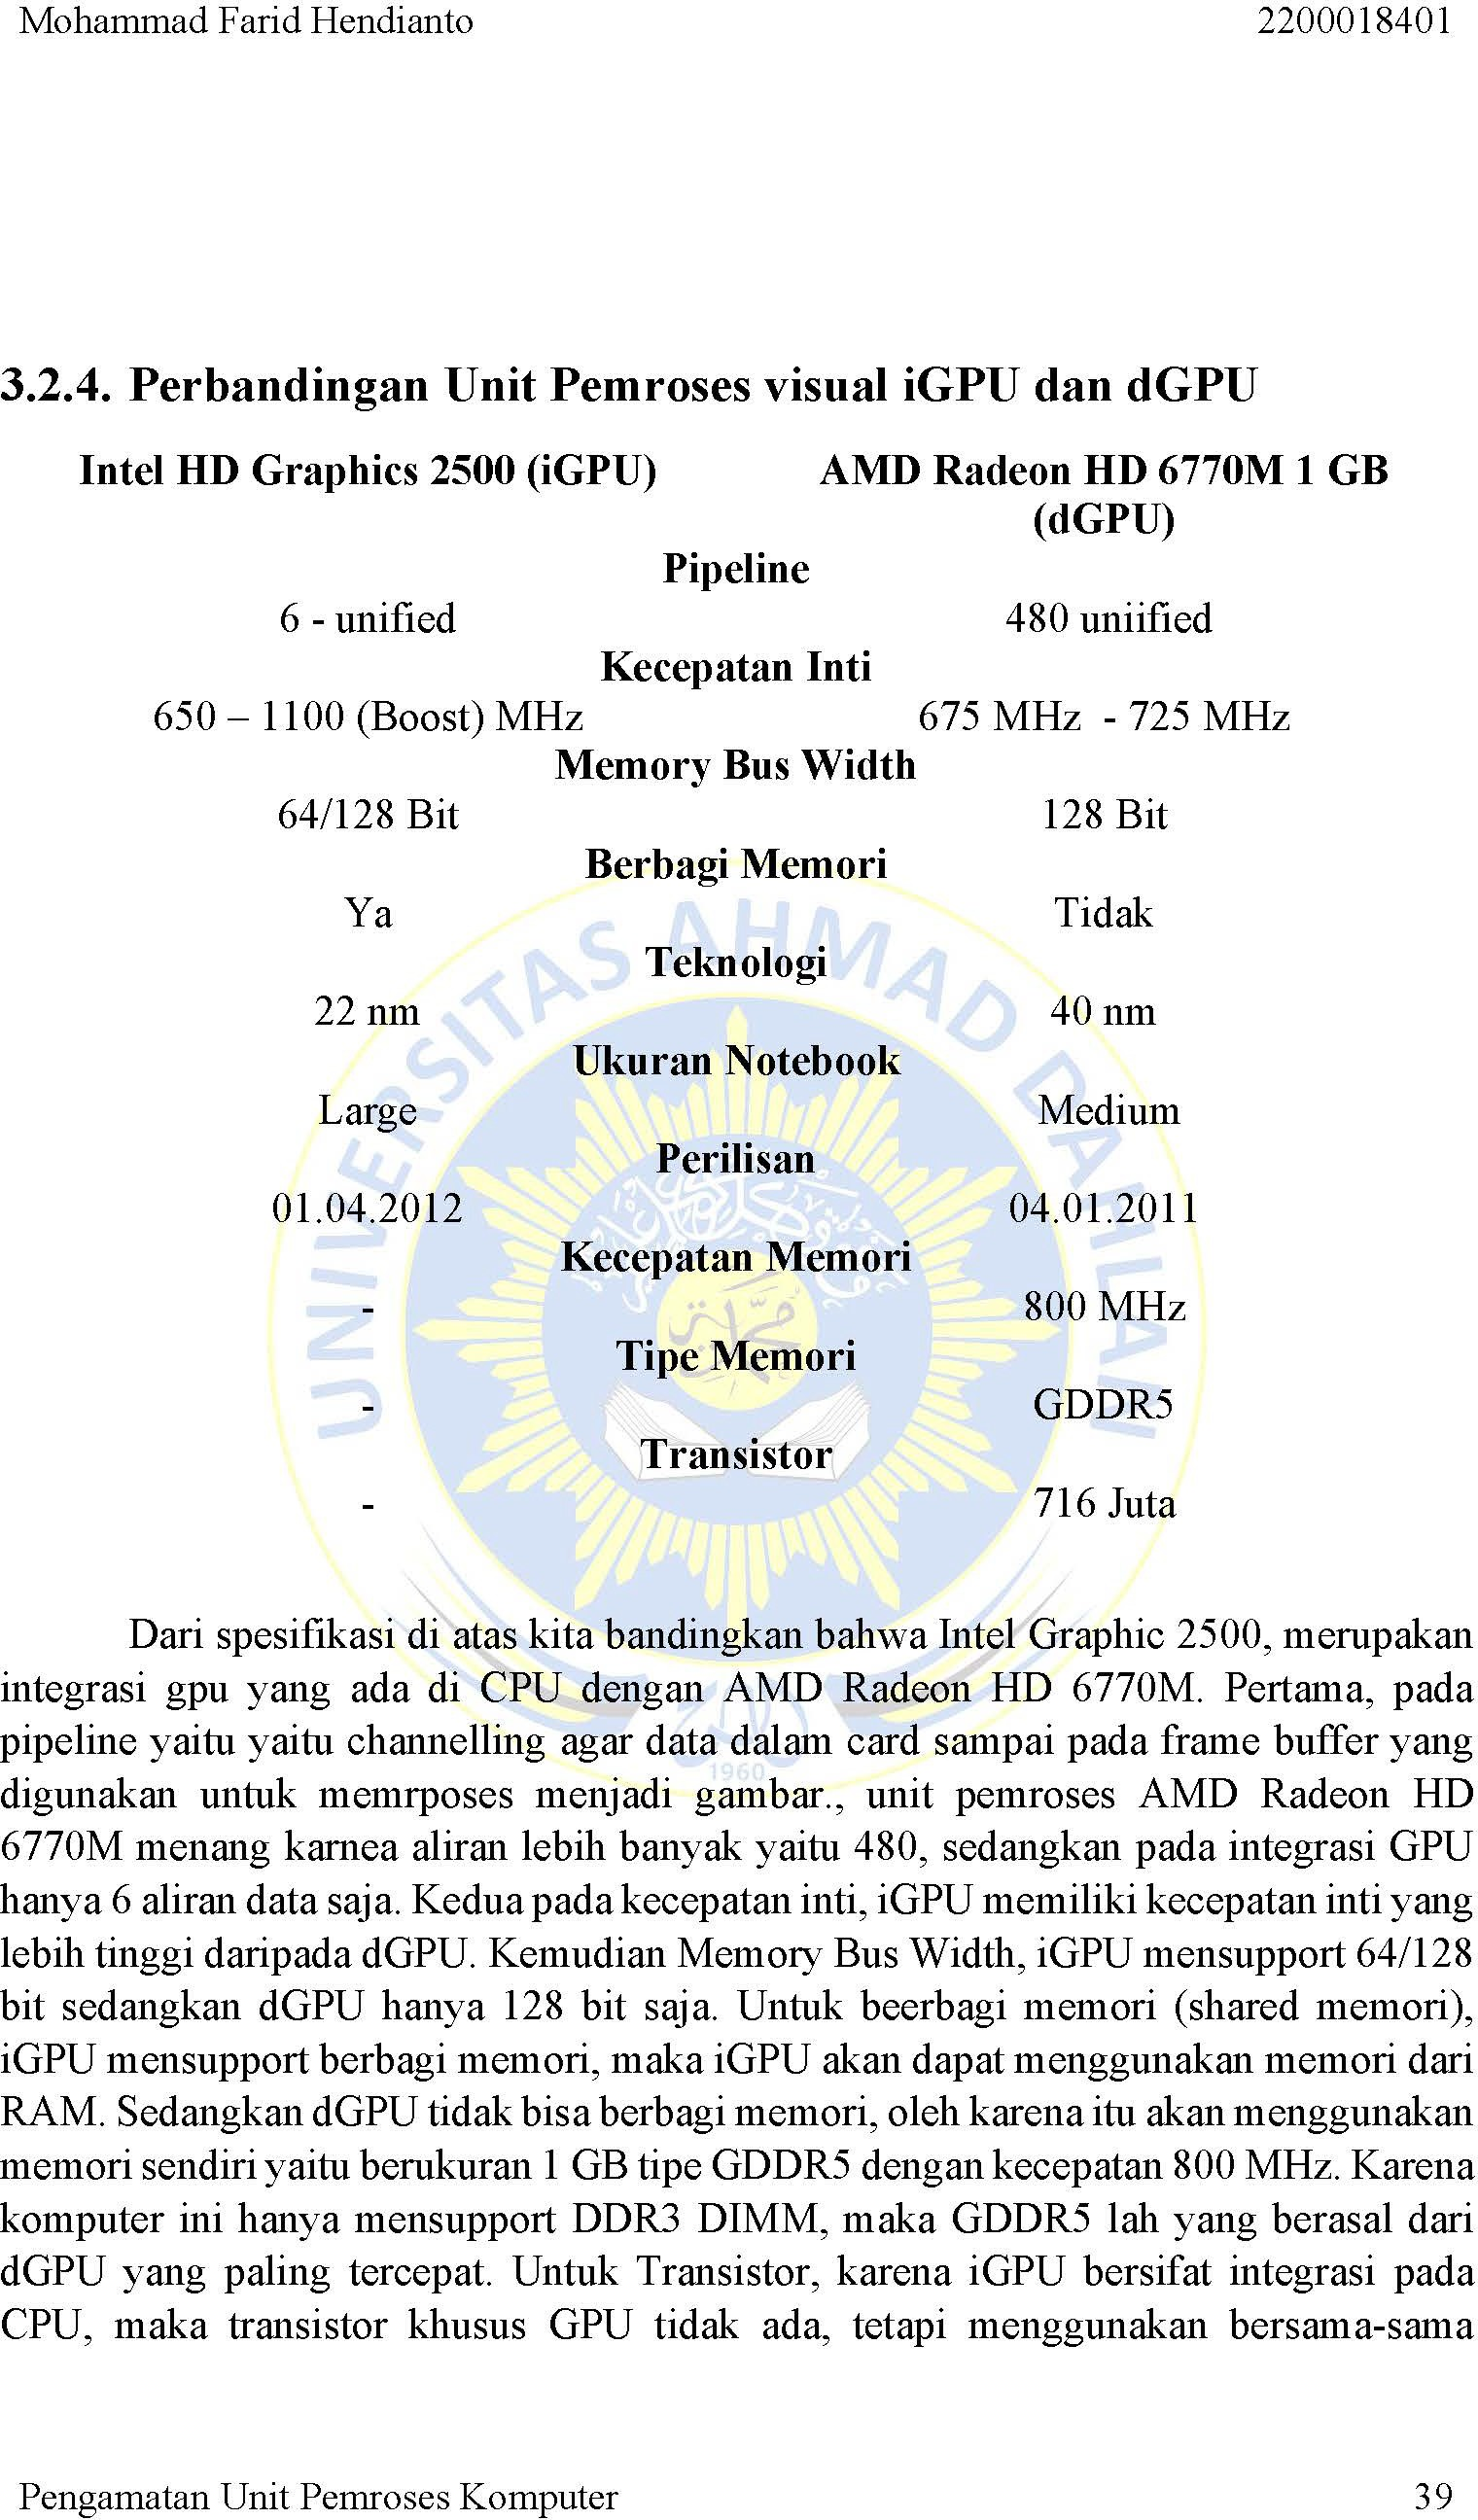 Mohammad Farid Hendianto 2200018401
3.2.4. Perbandingan Unit Pemroses visual iGPU dan dGPU
Intel HD Graphics 2500 (iGPU) AMD Radeon HD 6770M 1 GB
(dGPU)
Pipeline
6 - unified 480 uniified
Kecepatan Inti
650 – 1100 (Boost) MHz 675 MHz - 725 MHz
Memory Bus Width
64/128 Bit 128 Bit
Berbagi Memori
Ya Tidak
Teknologi
22 nm 40 nm
Ukuran Notebook
Large Medium
Perilisan
01.04.2012 04.01.2011
Kecepatan Memori
- 800 MHz
Tipe Memori
- GDDR5
Transistor
- 716 Juta
UNIVERSITAS AHMAD DAHLAN
1960
Dari spesifikasi di atas kita bandingkan bahwa Intel Graphic 2500, merupakan
integrasi gpu yang ada di CPU dengan AMD Radeon HD 6770M. Pertama, pada
pipeline yaitu yaitu channelling agar data dalam card sampai pada frame buffer yang
digunakan untuk memrposes menjadi gambar., unit pemroses AMD Radeon HD
6770M menang karnea aliran lebih banyak yaitu 480, sedangkan pada integrasi GPU
hanya 6 aliran data saja. Kedua pada kecepatan inti, iGPU memiliki kecepatan inti yang
lebih tinggi daripada dGPU. Kemudian Memory Bus Width, iGPU mensupport 64/128
bit sedangkan dGPU hanya 128 bit saja. Untuk beerbagi memori (shared memori),
iGPU mensupport berbagi memori, maka iGPU akan dapat menggunakan memori dari
RAM. Sedangkan dGPU tidak bisa berbagi memori, oleh karena itu akan menggunakan
memori sendiri yaitu berukuran 1 GB tipe GDDR5 dengan kecepatan 800 MHz. Karena
komputer ini hanya mensupport DDR3 DIMM, maka GDDR5 lah yang berasal dari
dGPU yang paling tercepat. Untuk Transistor, karena iGPU bersifat integrasi pada
CPU, maka transistor khusus GPU tidak ada, tetapi menggunakan bersama-sama
Pengamatan Unit Pemroses Komputer 39